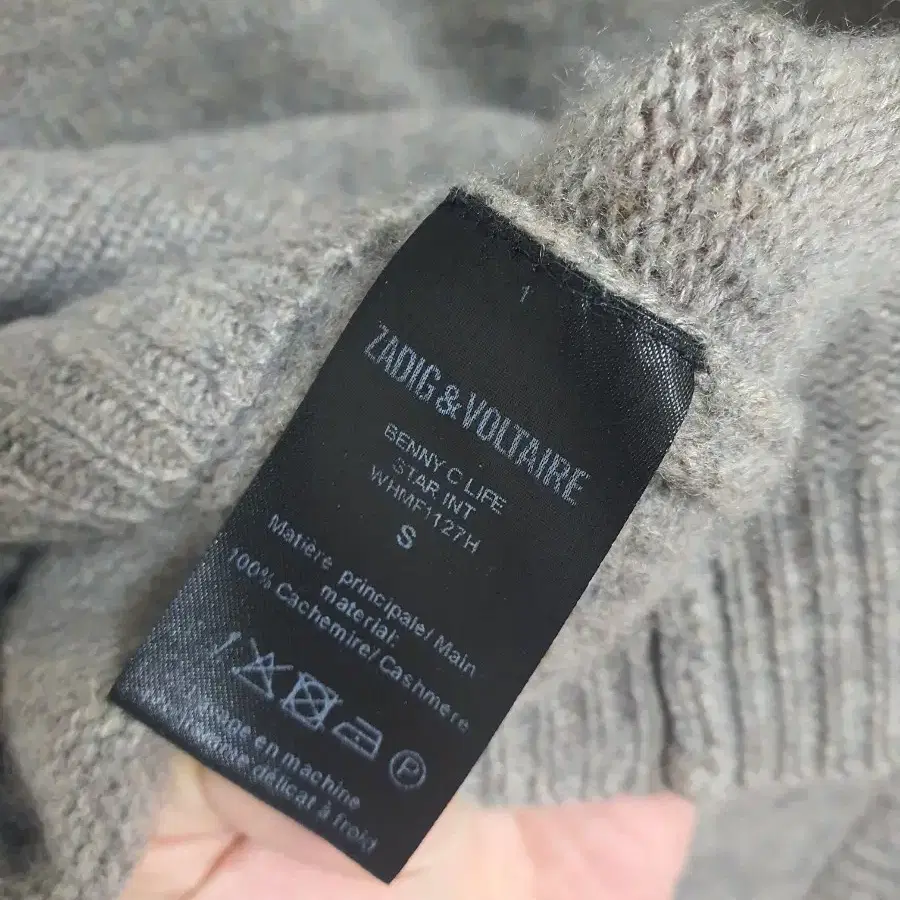 1
ZADIG & VOLTAIRE
BENNY C LIFE
STAR INT
WHMF1127H
S
Matière principale/ Main
material:
100% Cachemire/ Cashmere
P
en machine
délicat à froid